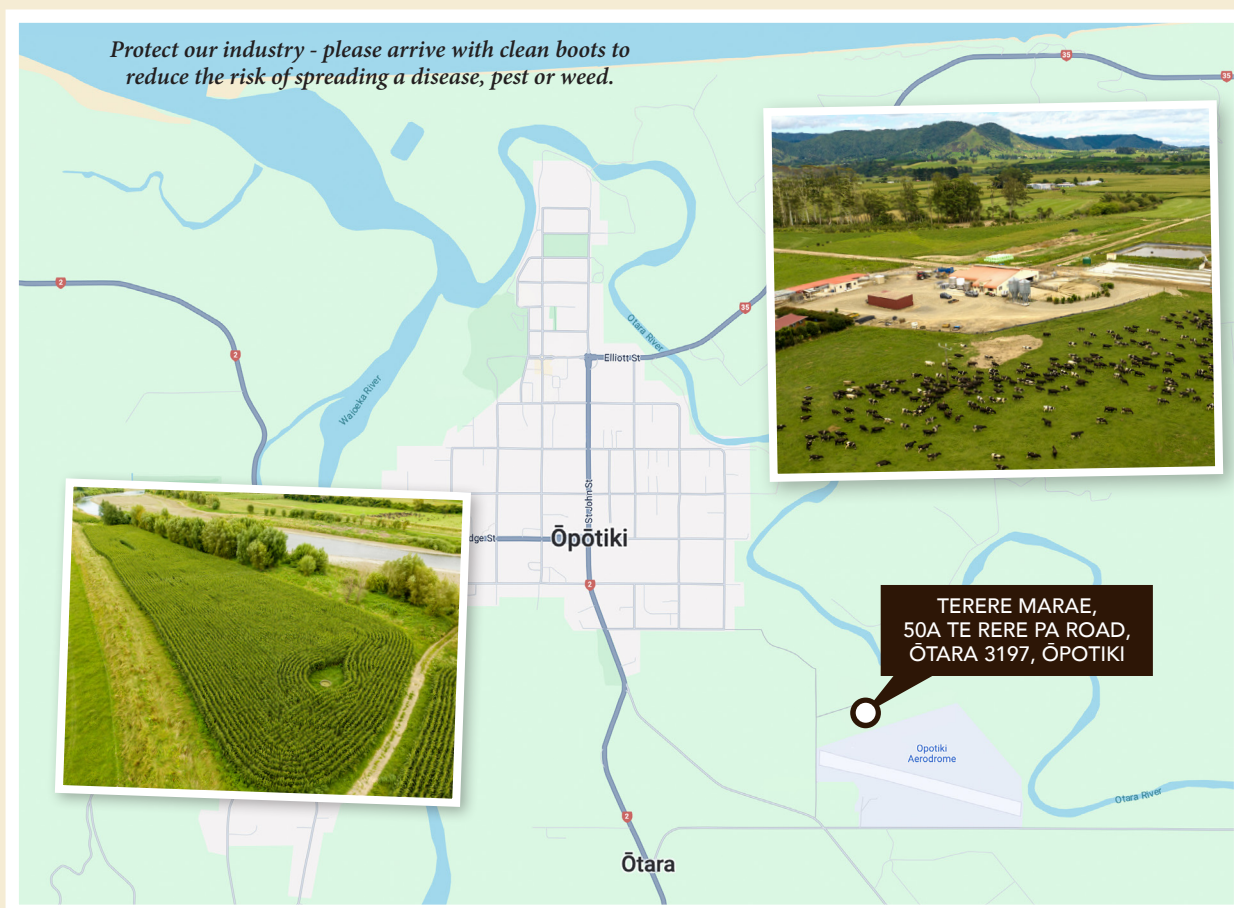 Protect our industry - please arrive with clean boots to
reduce the risk of spreading a disease, pest or weed.
35
35
2
35
Otara River
2
Elliott St
Waioeka River
St John St
dge St
Ōpōtiki
2
TERERE MARAE,
50A TE RERE PA ROAD,
ŌTARA 3197, ŌPOTIKI
Opotiki
Aerodrome
Otara River
2
Ōtara